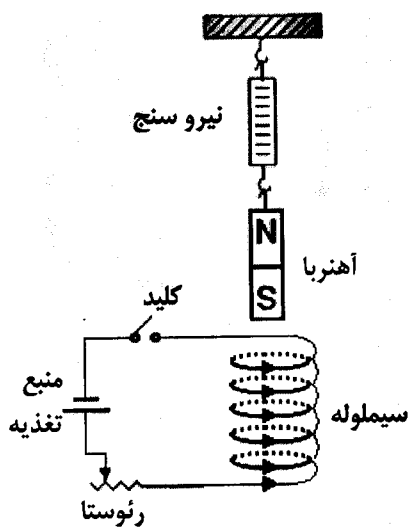 نیرو سنج
N
آهنربا
S
کلید
منبع
تغذیه
سیملوله
رئوستا